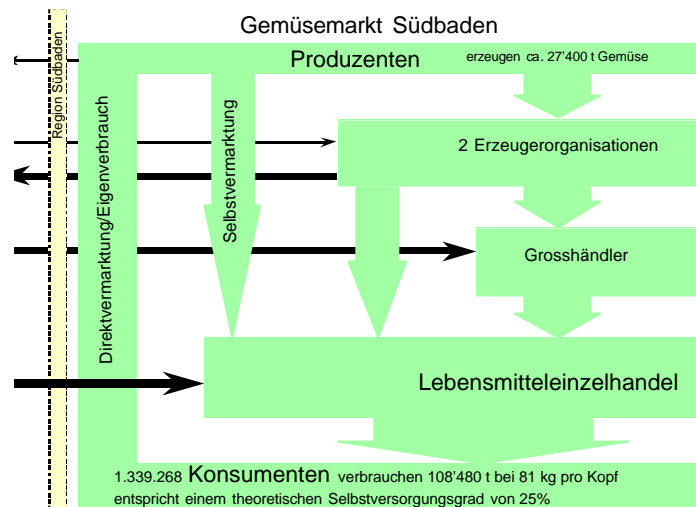 Gemüsemarkt Südbaden
Region Südbaden
Produzenten erzeugen ca. 27'400 t Gemüse
Direktvermarktung/Eigenverbrauch
Selbstvermarktung
2 Erzeugerorganisationen
Grosshändler
Lebensmitteleinzelhandel
1.339.268 Konsumenten verbrauchen 108'480 t bei 81 kg pro Kopf
entspricht einem theoretischen Selbstversorgungsgrad von 25%